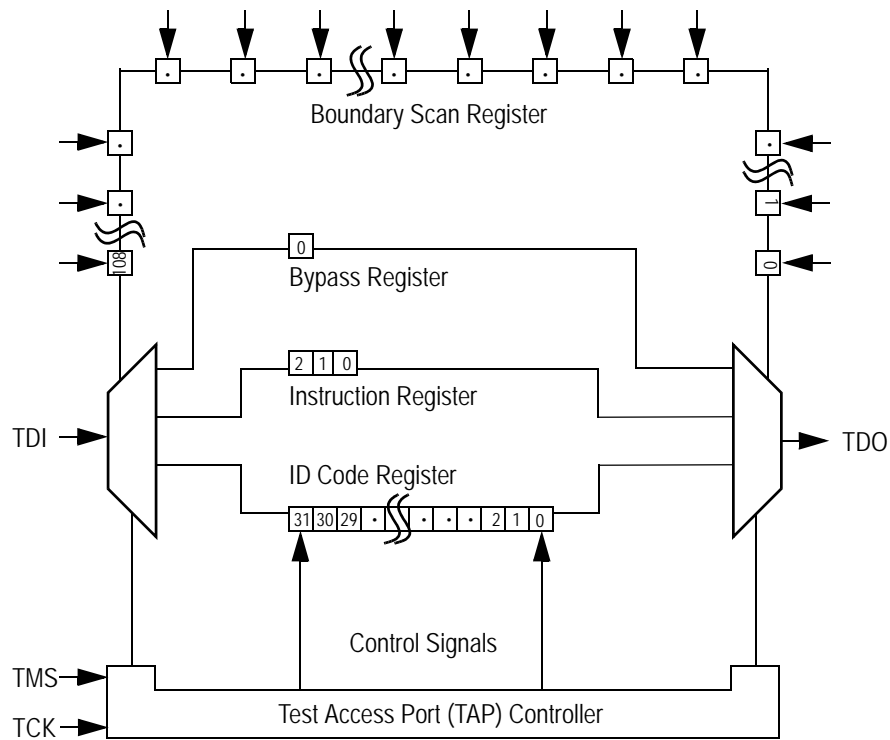 Boundary Scan Register
108
1
0
0
Bypass Register
2 1 0
Instruction Register
TDI
TDO
ID Code Register
31 30 29 · · · · 2 1 0
Control Signals
TMS
TCK
Test Access Port (TAP) Controller